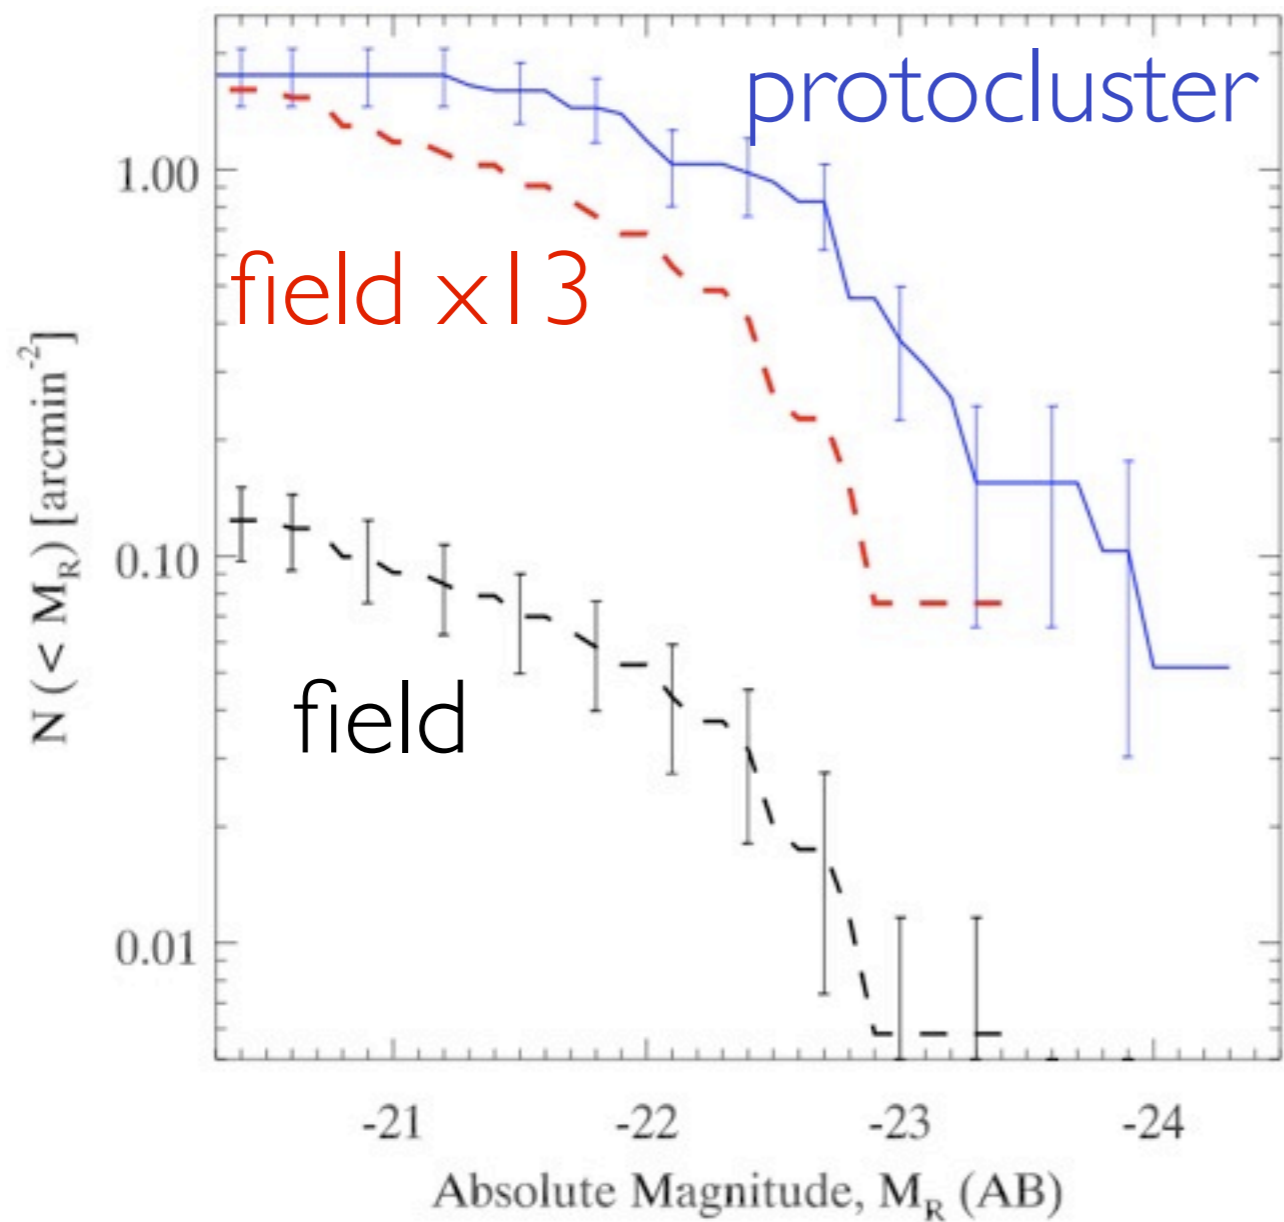 protocluster
1.00
field x13
0.10
field
0.01
N (< M_R) [arcmin^-2]
-21 -22 -23 -24
Absolute Magnitude, M_R (AB)